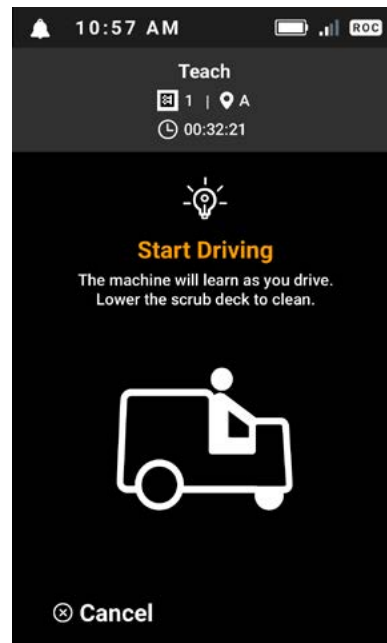 10:57 AM ROC
Teach
1 | A
00:32:21
Start Driving
The machine will learn as you drive.
Lower the scrub deck to clean.
Cancel